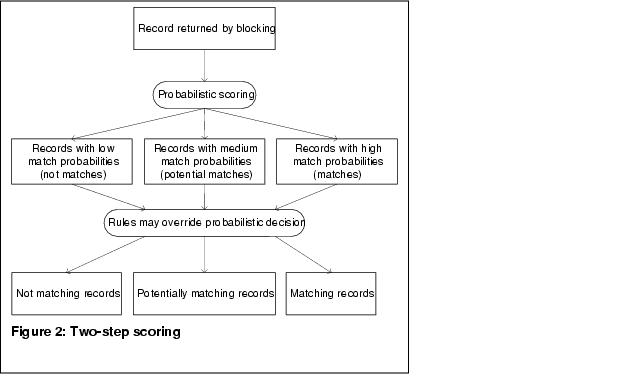 Record returned by blocking
Probabilistic scoring
Records with low
match probabilities
(not matches)
Records with medium
match probabilities
(potential matches)
Records with high
match probabilities
(matches)
Rules may override probabilistic decision
Not matching records
Potentially matching records
Matching records
Figure 2: Two-step scoring